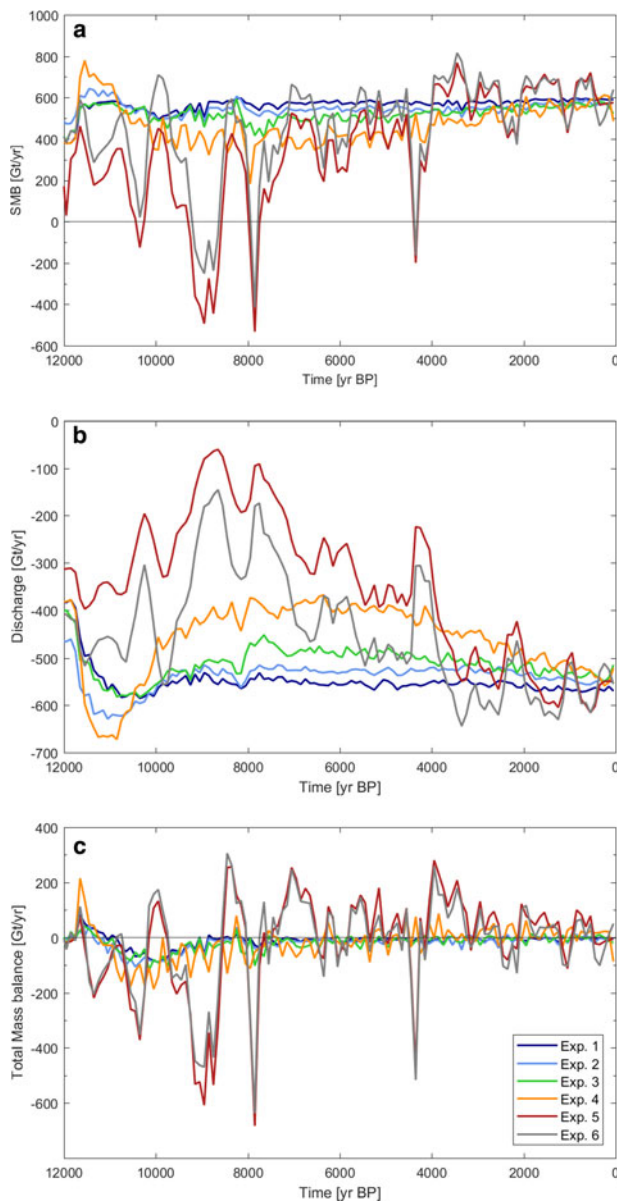 a
1000
800
600
400
200
0
-200
-400
-600
SMB [Gt/yr]
12000 10000 8000 6000 4000 2000 0
Time [yr BP]
b
0
-100
-200
-300
-400
-500
-600
-700
Discharge [Gt/yr]
12000 10000 8000 6000 4000 2000 0
Time [yr BP]
c
400
200
0
-200
-400
-600
Total Mass balance [Gt/yr]
Exp. 1
Exp. 2
Exp. 3
Exp. 4
Exp. 5
Exp. 6
12000 10000 8000 6000 4000 2000 0
Time [yr BP]